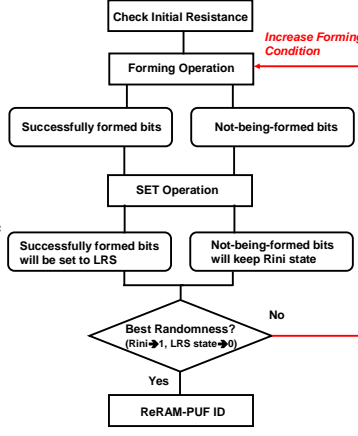 Check Initial Resistance
Increase Forming
Condition
Forming Operation
Successfully formed bits
Not-being-formed bits
SET Operation
Successfully formed bits
will be set to LRS
Not-being-formed bits
will keep Rini state
Best Randomness?
(Rini➔1, LRS state➔0)
No
Yes
ReRAM-PUF ID